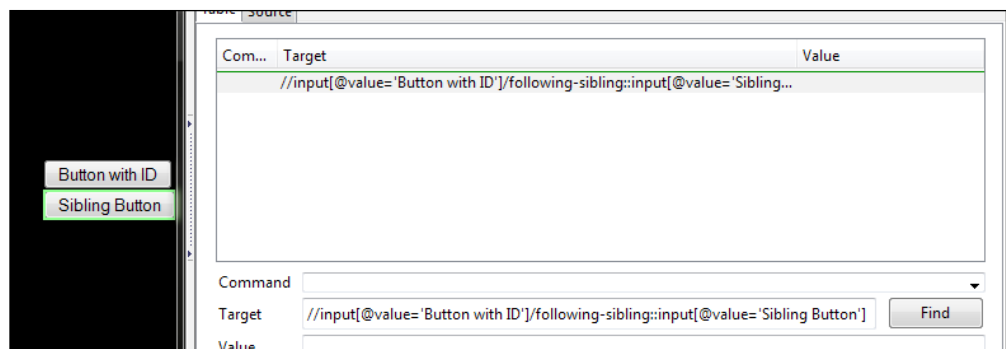 Table Source
Com... Target Value
//input[@value='Button with ID']/following-sibling::input[@value='Sibling...
Button with ID
Sibling Button
Command
Target //input[@value='Button with ID']/following-sibling::input[@value='Sibling Button'] Find
Value